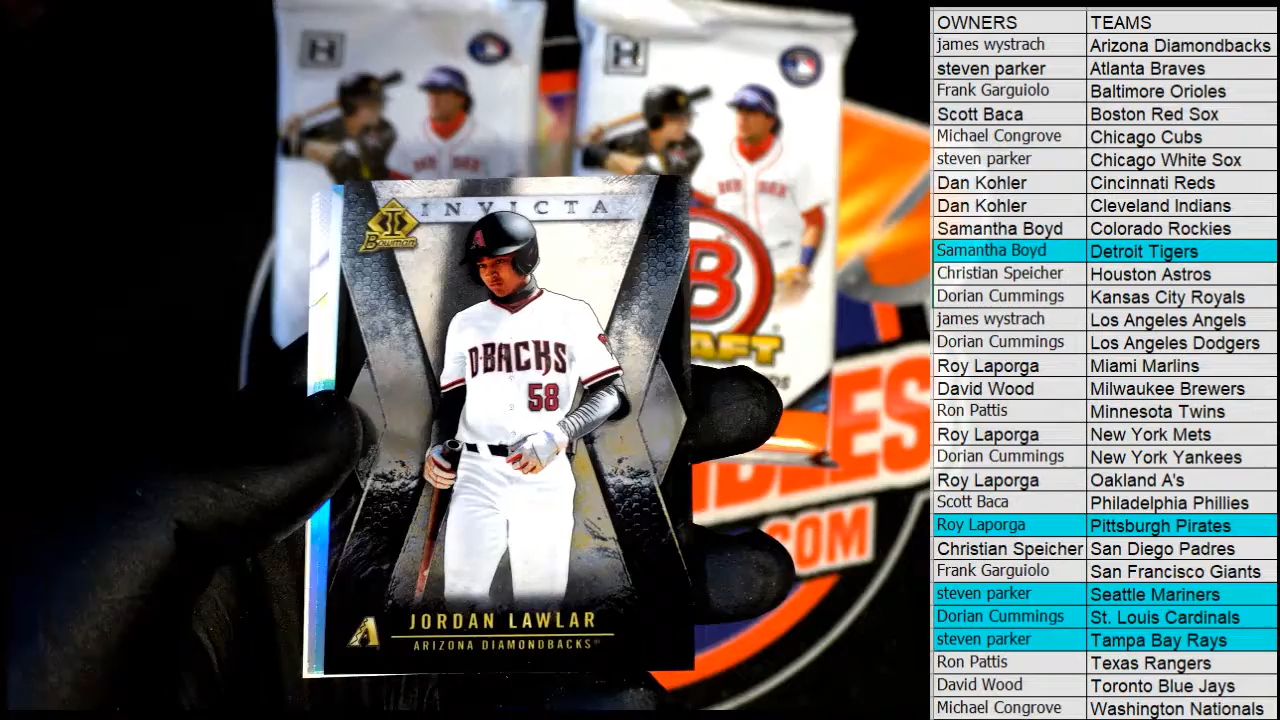 H
H
INVICTA
I
Bowman
A
D-BACKS
58
JORDAN LAWLAR
ARIZONA DIAMONDBACKS
A
RED SOX
B
AFT
.COM
OWNERS TEAMS
james wystrach Arizona Diamondbacks
steven parker Atlanta Braves
Frank Garguiolo Baltimore Orioles
Scott Baca Boston Red Sox
Michael Congrove Chicago Cubs
steven parker Chicago White Sox
Dan Kohler Cincinnati Reds
Dan Kohler Cleveland Indians
Samantha Boyd Colorado Rockies
Samantha Boyd Detroit Tigers
Christian Speicher Houston Astros
Dorian Cummings Kansas City Royals
james wystrach Los Angeles Angels
Dorian Cummings Los Angeles Dodgers
Roy Laporga Miami Marlins
David Wood Milwaukee Brewers
Ron Pattis Minnesota Twins
Roy Laporga New York Mets
Dorian Cummings New York Yankees
Roy Laporga Oakland A's
Scott Baca Philadelphia Phillies
Roy Laporga Pittsburgh Pirates
Christian Speicher San Diego Padres
Frank Garguiolo San Francisco Giants
steven parker Seattle Mariners
Dorian Cummings St. Louis Cardinals
steven parker Tampa Bay Rays
Ron Pattis Texas Rangers
David Wood Toronto Blue Jays
Michael Congrove Washington Nationals